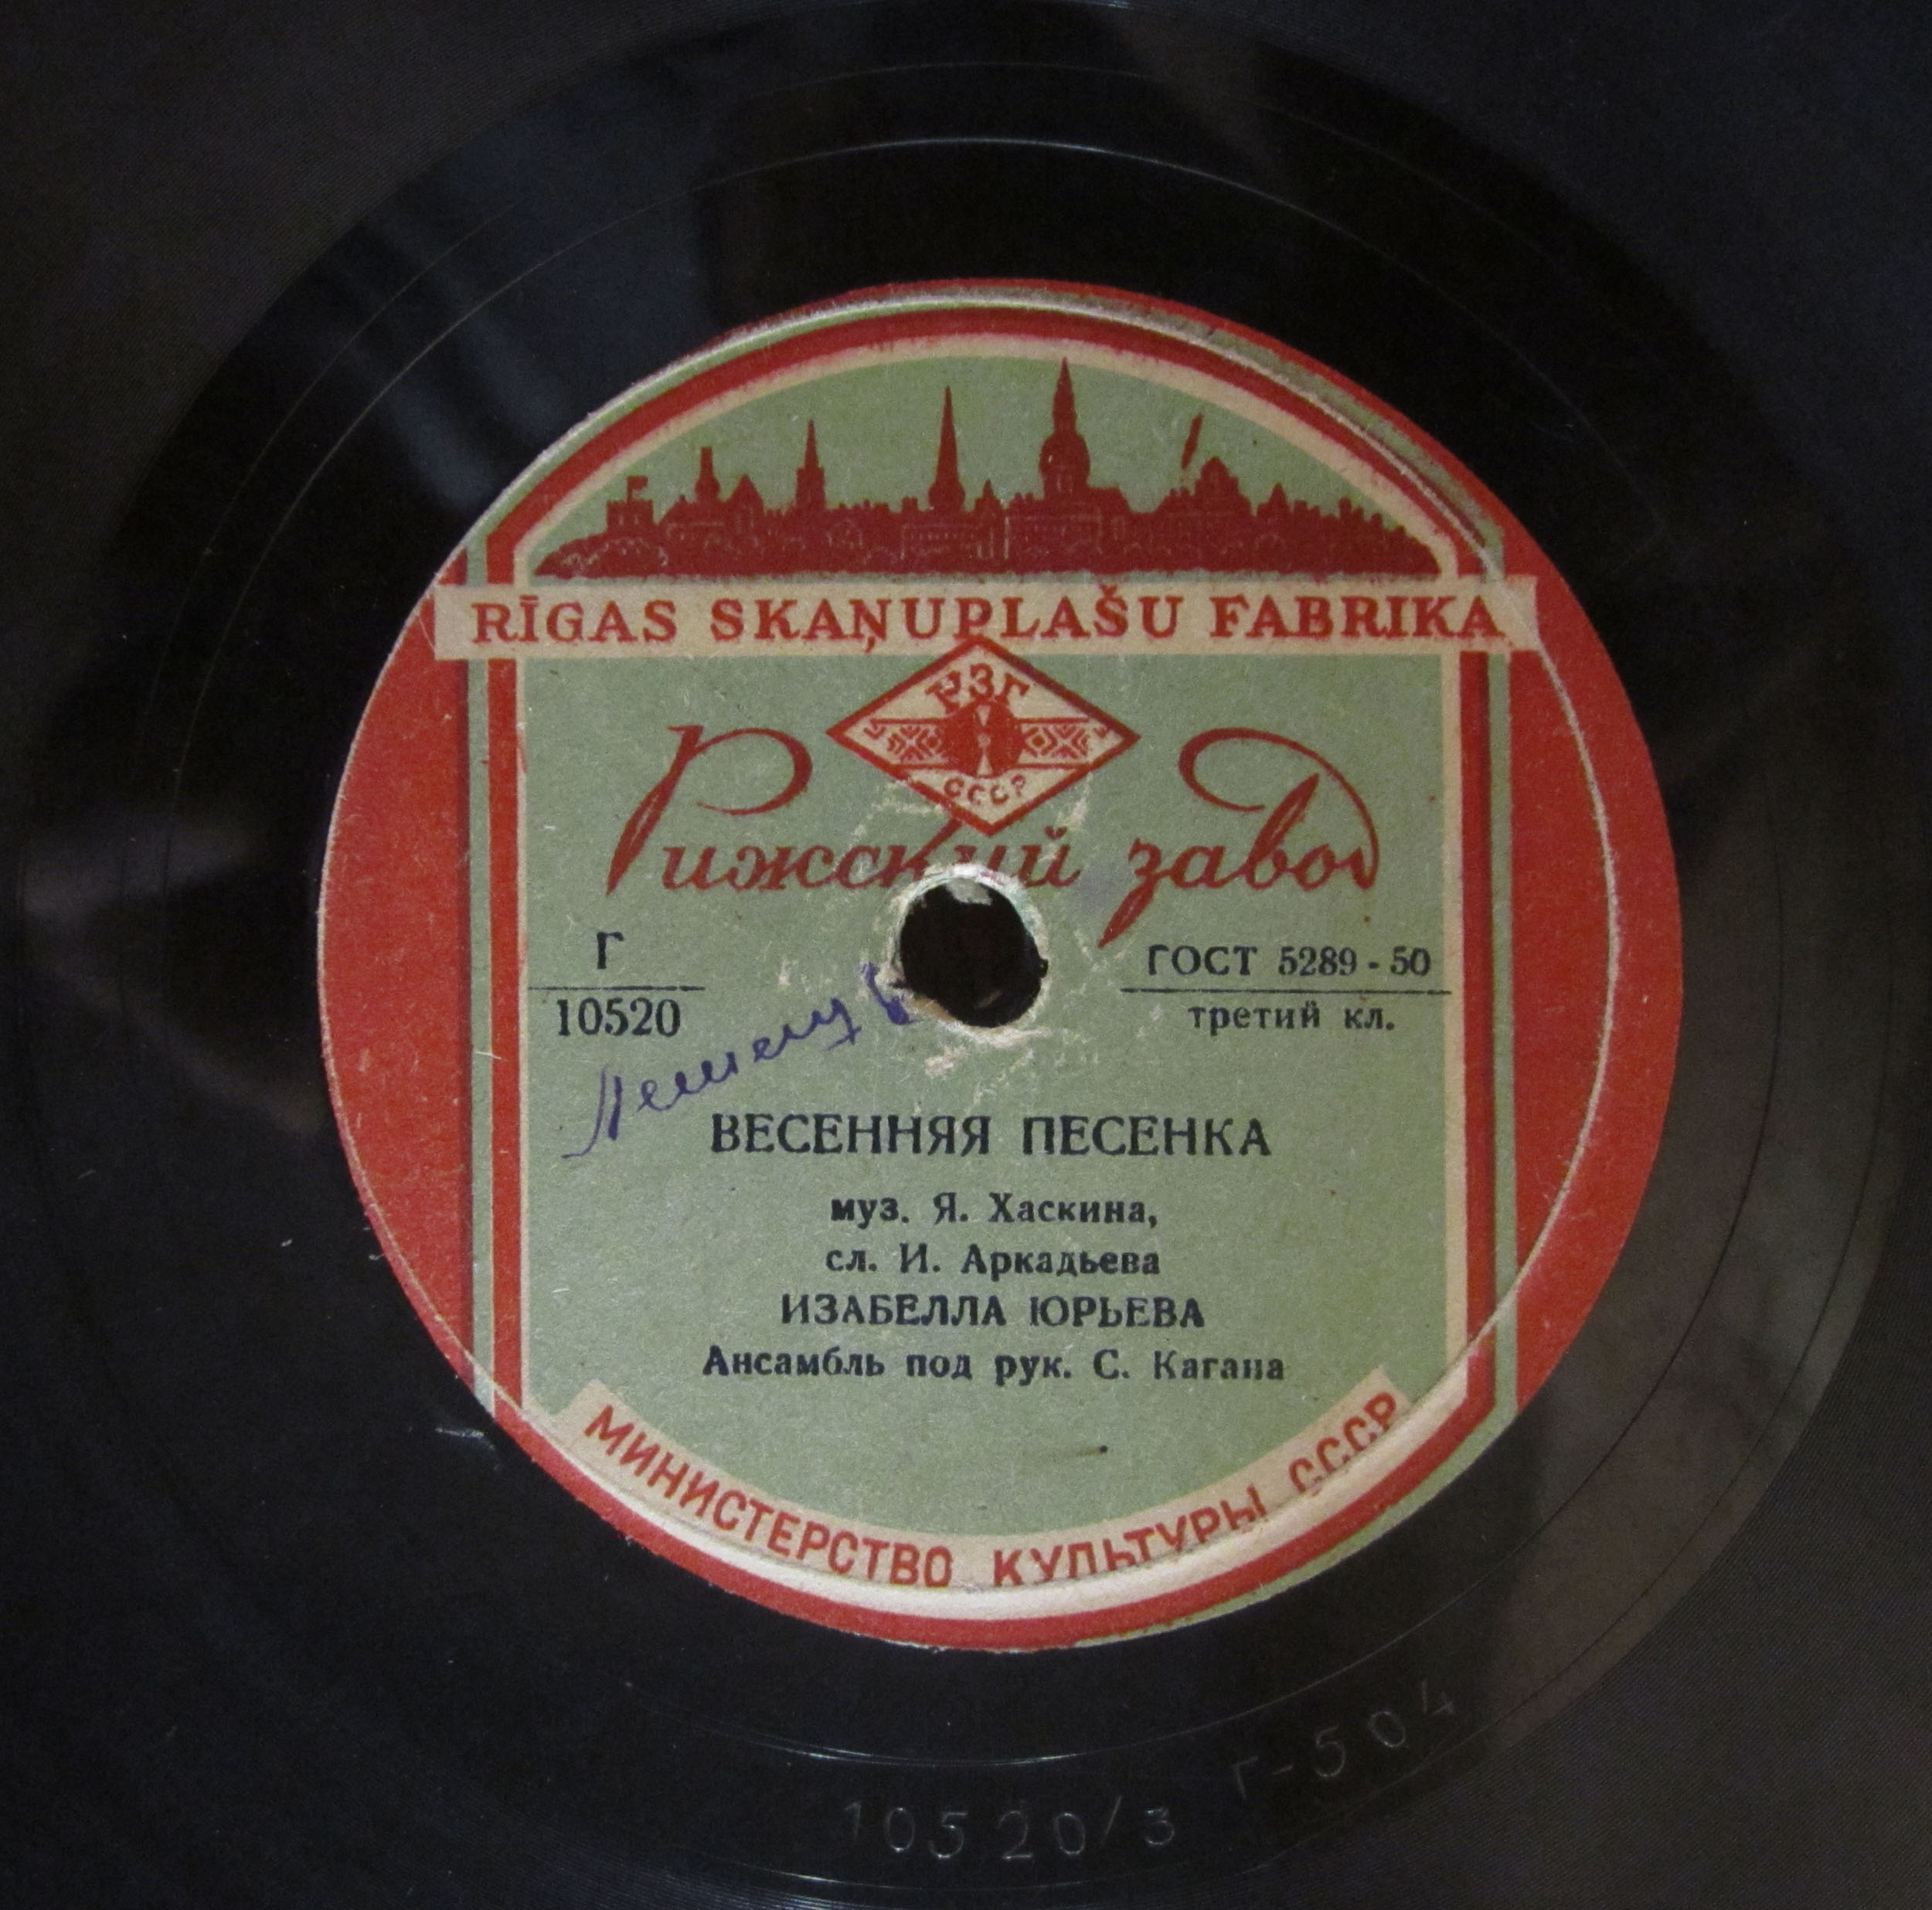 RĪGAS SKAŅUPLAŠU FABRIKA
РЗГ
СССР
Рижский завод
Г
10520
ГОСТ 5289-50
третий кл.
ВЕСЕННЯЯ ПЕСЕНКА
муз. Я. Хаскина,
сл. И. Аркадьева
ИЗАБЕЛЛА ЮРЬЕВА
Ансамбль под рук. С. Кагана
МИНИСТЕРСТВО КУЛЬТУРЫ СССР
10520/3 Г-504